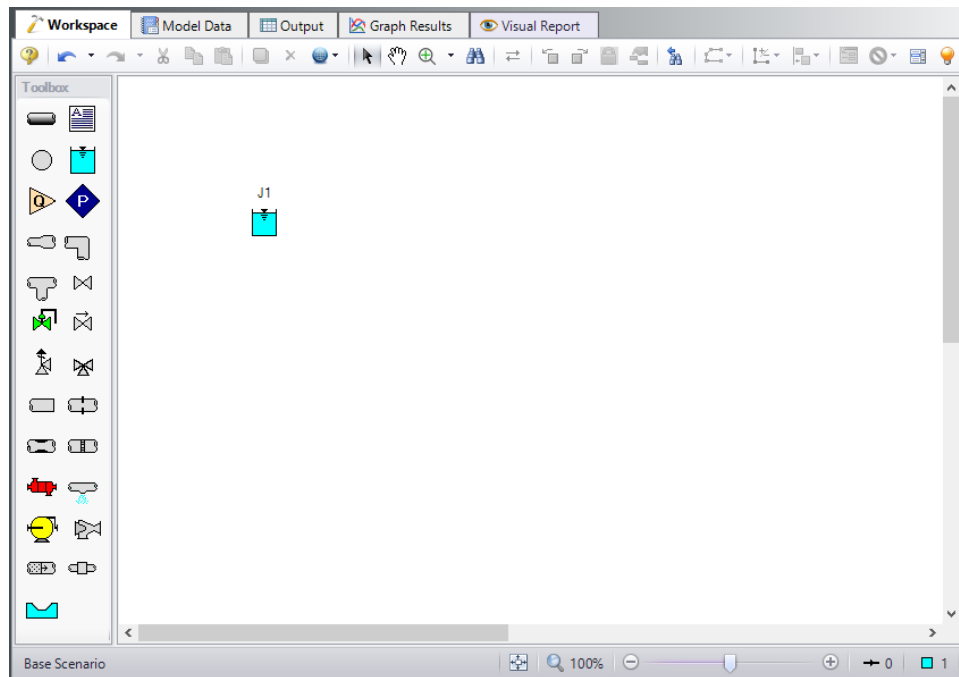 Workspace Model Data Output Graph Results Visual Report
Toolbox
A
Q P
J1
Base Scenario 100% 0 1